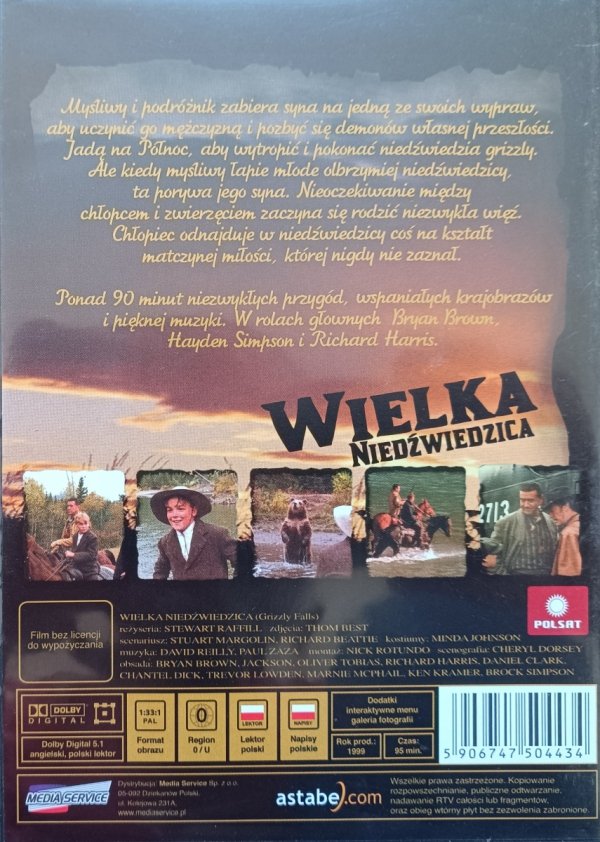 Myśliwy i podróżnik zabiera syna na jedną ze swoich wypraw,
aby uczynić go mężczyzną i pozbyć się demonów własnej przeszłości.
Jadą na Północ, aby wytropić i pokonać niedźwiedzia grizzly.
Ale kiedy myśliwy łapie młode olbrzymiej niedźwiedzicy,
ta porywa jego syna. Nieoczekiwanie między
chłopcem i zwierzęciem zaczyna się rodzić niezwykła więź.
Chłopiec odnajduje w niedźwiedzicy coś na kształt
matczynej miłości, której nigdy nie zaznał.
Ponad 90 minut niezwykłych przygód, wspaniałych krajobrazów
i pięknej muzyki. W rolach głownych Bryan Brown,
Hayden Simpson i Richard Harris.
WIELKA
NIEDŹWIEDZICA
2713
POLSAT
Film bez licencji
do wypożyczania
WIELKA NIEDŹWIEDZICA (Grizzly Falls)
reżyseria: STEWART RAFFILL zdjęcia: THOM BEST
scenariusz: STUART MARGOLIN, RICHARD BEATTIE kostiumy: MINDAJOHNSON
muzyka: DAVID REILLY, PAUL ZAZA montaż: NICK ROTUNDO scenografia: CHERYL DORSEY
obsada: BRYAN BROWN, JACKSON, OLIVER TOBIAS, RICHARD HARRIS, DANIEL CLARK,
CHANTEL DICK, TREVOR LOWDEN, MARNIE MCPHAIL, KEN KRAMER, BROCK SIMPSON
DOLBY
DIGITAL
Dolby Digital 5.1
angielski, polski lektor
1:33:1
PAL
Format
obrazu
0
Region
0 / U
LEKTOR
Lektor
polski
NAPISY
Napisy
polskie
Dodatki
interaktywne menu
galeria fotografii
Rok prod.:
1999
Czas:
95 min.
5 906747 504434
MEDIA SERVICE
Dystrybucja: Media Service Sp. z o.o.
05-092 Dziekanów Polski,
ul. Kolejowa 231A,
www.mediaservice.pl
astabe.com
Wszelkie prawa zastrzeżone. Kopiowanie
rozpowszechnianie, publiczne odtwarzanie.
nadawanie RTV całości lub fragmentów,
oraz obieg wtórny płyt bez zezwolenia zabronione.